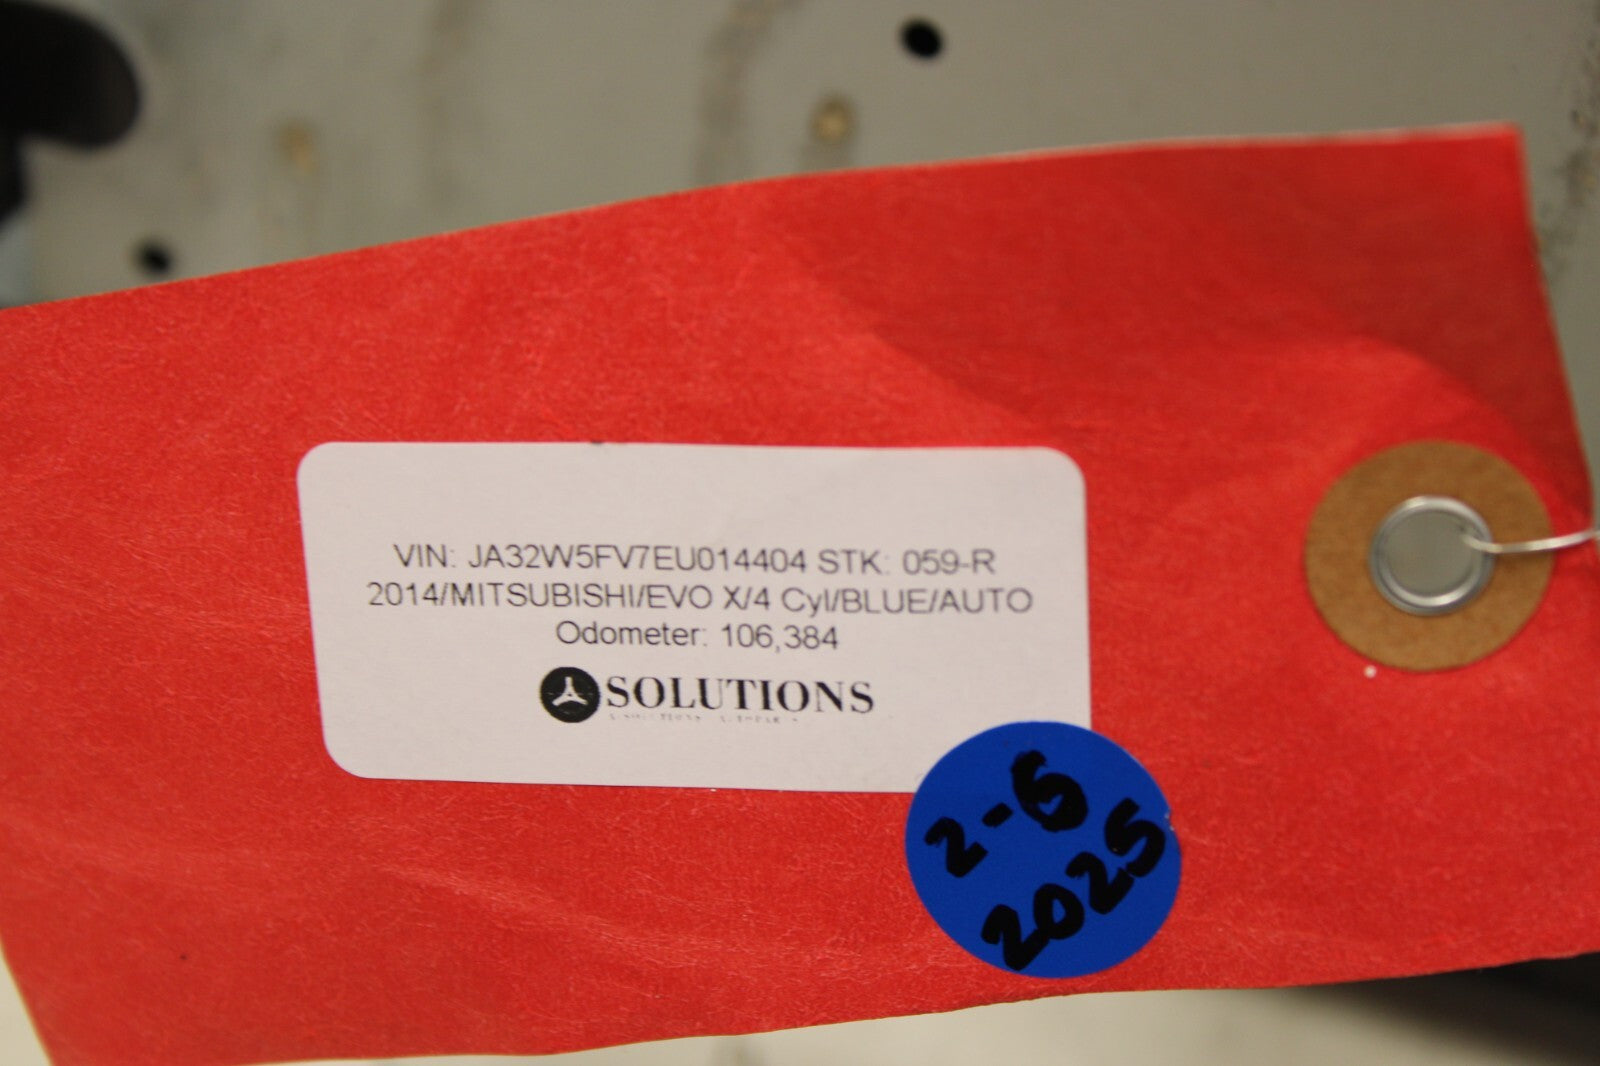 VIN: JA32W5FV7EU014404 STK: 059-R
2014/MITSUBISHI/EVO X/4 Cyl/BLUE/AUTO
Odometer: 106,384
SOLUTIONS
2-6
2025